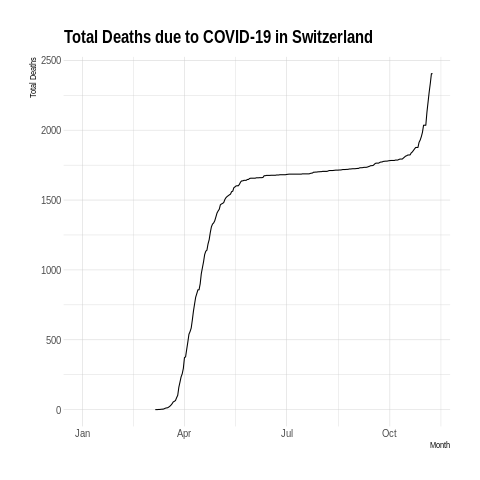 Total Deaths due to COVID-19 in Switzerland
Total Deaths
2500
2000
1500
1000
500
0
Jan Apr Jul Oct
Month